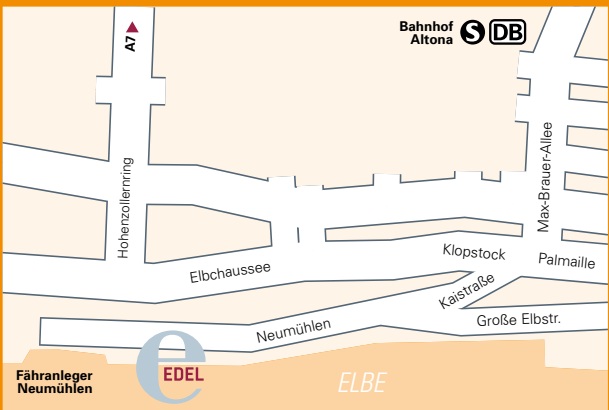 A7
Bahnhof
Altona
S DB
Hohenzollernring
Max-Brauer-Allee
Elbchaussee
Klopstock
Palmaille
Kaistraße
Neumühlen
Große Elbstr.
Fähranleger
Neumühlen
e
EDEL
ELBE